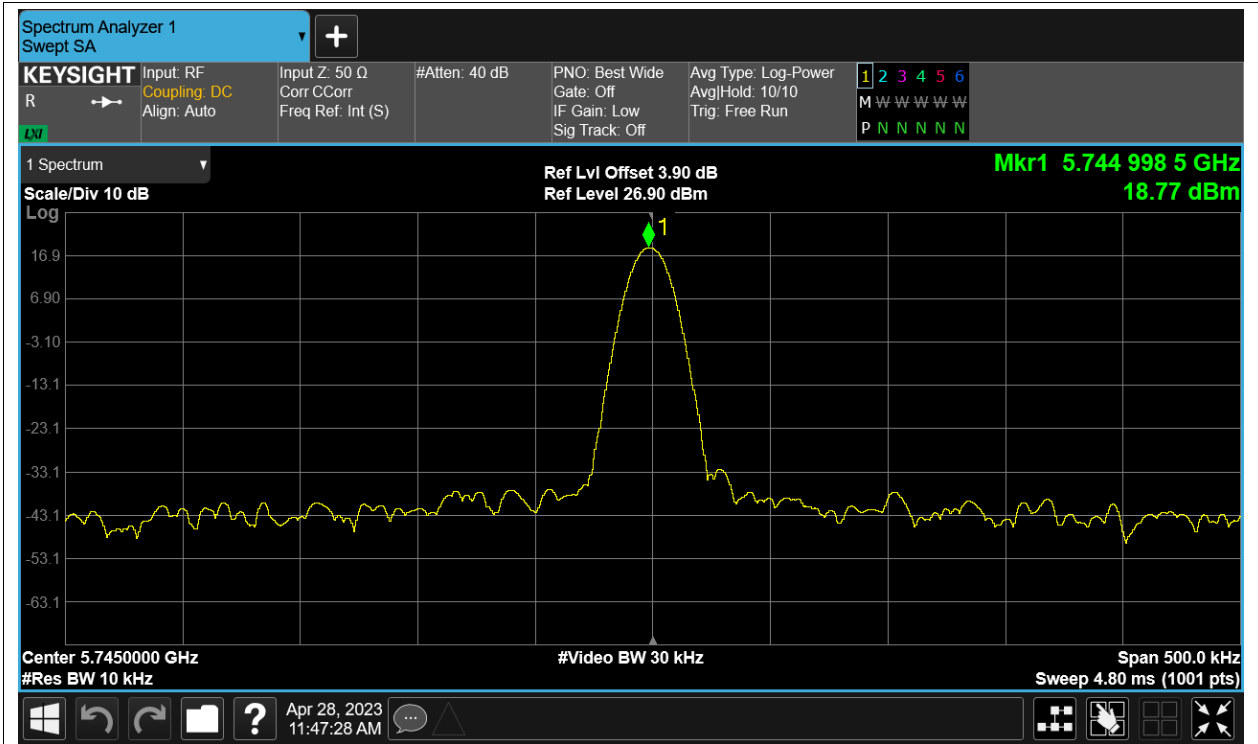 Spectrum Analyzer 1
Swept SA
KEYSIGHT Input: RF Input Z: 50 Ω #Atten: 40 dB PNO: Best Wide Avg Type: Log-Power 1 2 3 4 5 6
R Coupling: DC Corr CCorr Gate: Off Avg|Hold: 10/10 M W W W W W
Align: Auto Freq Ref: Int (S) IF Gain: Low Trig: Free Run
LXI Sig Track: Off P N N N N N
1 Spectrum Ref Lvl Offset 3.90 dB Mkr1 5.744 998 5 GHz
Scale/Div 10 dB Ref Level 26.90 dBm 18.77 dBm
Log
1
16.9
6.90
-3.10
-13.1
-23.1
-33.1
-43.1
-53.1
-63.1
Center 5.7450000 GHz #Video BW 30 kHz Span 500.0 kHz
#Res BW 10 kHz Sweep 4.80 ms (1001 pts)
? Apr 28, 2023
11:47:28 AM